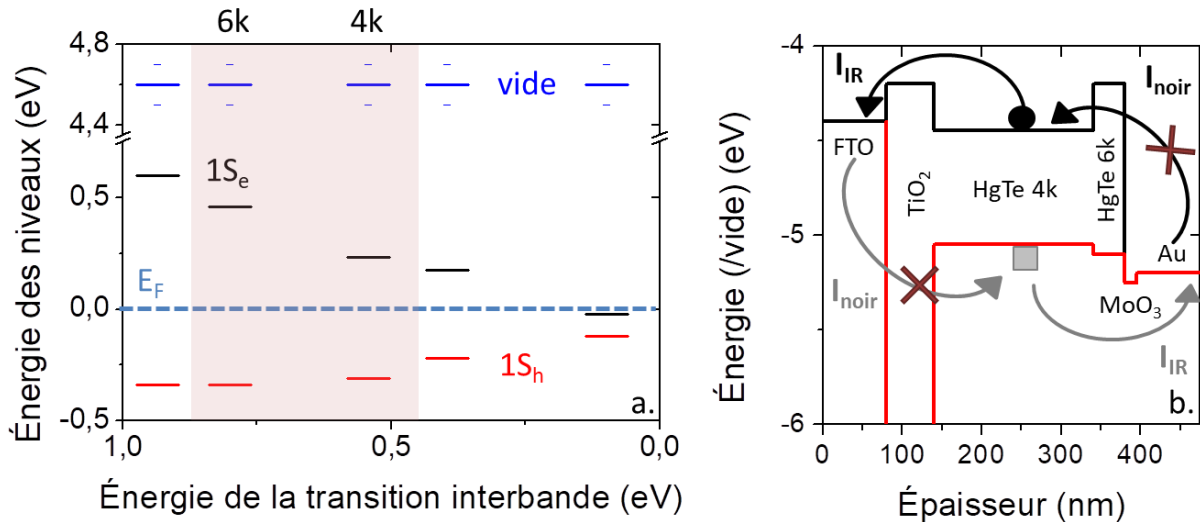 6k 4k
4,8
4,4
0,5
0,0
-0,5
Énergie des niveaux (eV)
vide
1Se
EF
1Sh
a.
1,0 0,5 0,0
Énergie de la transition interbande (eV)
-4
-5
-6
Énergie (/vide) (eV)
IIR
Inoir
FTO
TiO2
HgTe 4k
HgTe 6k
Au
Inoir
MoO3
IIR
b.
0 100 200 300 400
Épaisseur (nm)